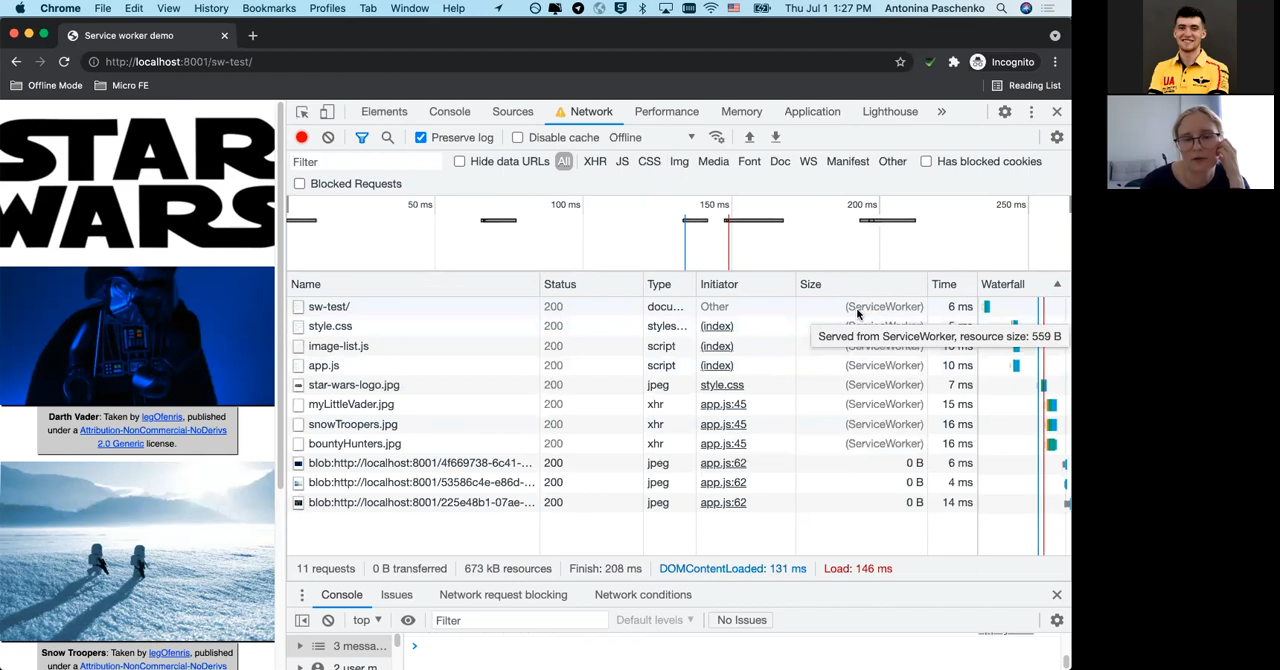 Chrome File Edit View History Bookmarks Profiles Tab Window Help Thu Jul 1 1:27 PM Antonina Paschenko
Service worker demo
http://localhost:8001/sw-test/ Incognito
Offline Mode Micro FE Reading List
Elements Console Sources Network Performance Memory Application Lighthouse »
Preserve log Disable cache Offline
Filter Hide data URLs All XHR JS CSS Img Media Font Doc WS Manifest Other Has blocked cookies
Blocked Requests
50 ms 100 ms 150 ms 200 ms 250 ms
Name Status Type Initiator Size Time Waterfall
sw-test/ 200 docu... Other (ServiceWorker) 6 ms
style.css 200 styles... (index)
Served from ServiceWorker, resource size: 559 B
image-list.js 200 script (index)
app.js 200 script (index) (ServiceWorker) 10 ms
star-wars-logo.jpg 200 jpeg style.css (ServiceWorker) 7 ms
myLittleVader.jpg 200 xhr app.js:45 (ServiceWorker) 15 ms
snowTroopers.jpg 200 xhr app.js:45 (ServiceWorker) 16 ms
bountyHunters.jpg 200 xhr app.js:45 (ServiceWorker) 16 ms
blob:http://localhost:8001/4f669738-6c41-... 200 jpeg app.js:62 0 B 6 ms
blob:http://localhost:8001/53586c4e-e86d-... 200 jpeg app.js:62 0 B 4 ms
blob:http://localhost:8001/225e48b1-07ae-... 200 jpeg app.js:62 0 B 14 ms
11 requests 0 B transferred 673 kB resources Finish: 208 ms DOMContentLoaded: 131 ms Load: 146 ms
Console Issues Network request blocking Network conditions
top Filter Default levels No Issues
3 messa...
2 user m...
STAR
WARS
Darth Vader: Taken by legOfenris, published
under a Attribution-NonCommercial-NoDerivs
2.0 Generic license.
Snow Troopers: Taken by legOfenris, published
under a Attribution-NonCommercial-NoDerivs
UA